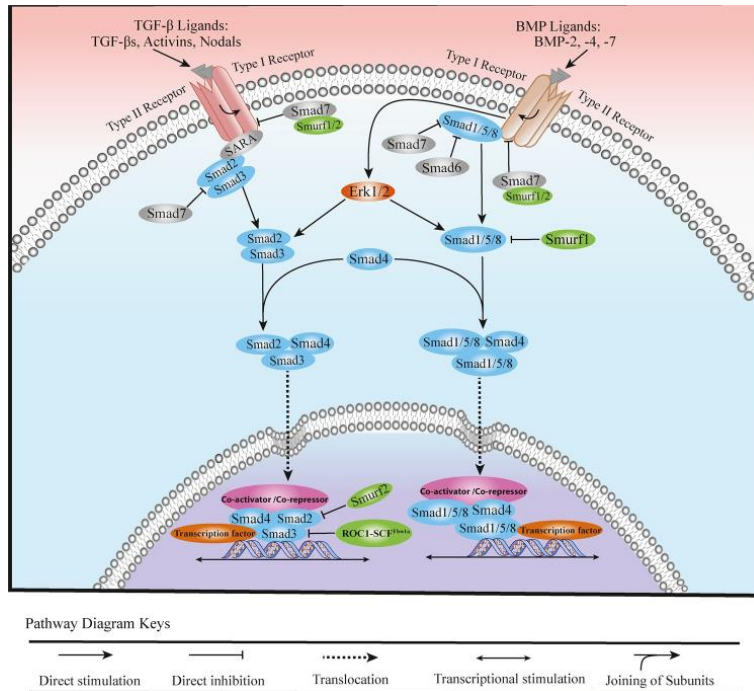 TGF-β Ligands:
TGF-βs, Activins, Nodals
BMP Ligands:
BMP-2, -4, -7
Type II Receptor
Type I Receptor
Type I Receptor
Type II Receptor
SARA
Smad2
Smad3
Smad7
Smurf1/2
Smad7
Smad1/5/8
Smad7
Smad6
Smad7
Smurf1/2
Erk1/2
Smad2
Smad3
Smad4
Smad1/5/8
Smurf1
Smad2
Smad4
Smad3
Smad1/5/8
Smad4
Smad1/5/8
Co-activator /Co-repressor
Smad4
Smad2
Smurf2
Transcription factor
Smad3
ROC1-SCF
Co-activator /Co-repressor
Smad1/5/8
Smad4
Smad1/5/8
Transcription factor
Pathway Diagram Keys
Direct stimulation
Direct inhibition
Translocation
Transcriptional stimulation
Joining of Subunits